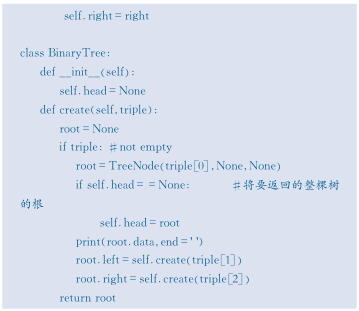 self.right=right
class BinaryTree:
def __init__(self):
self.head=None
def create(self,triple):
root=None
if triple: #not empty
root=TreeNode(triple[0],None,None)
if self.head==None: #将要返回的整棵树
的根
self.head=root
print(root.data,end=' ')
root.left=self.create(triple[1])
root.right=self.create(triple[2])
return root